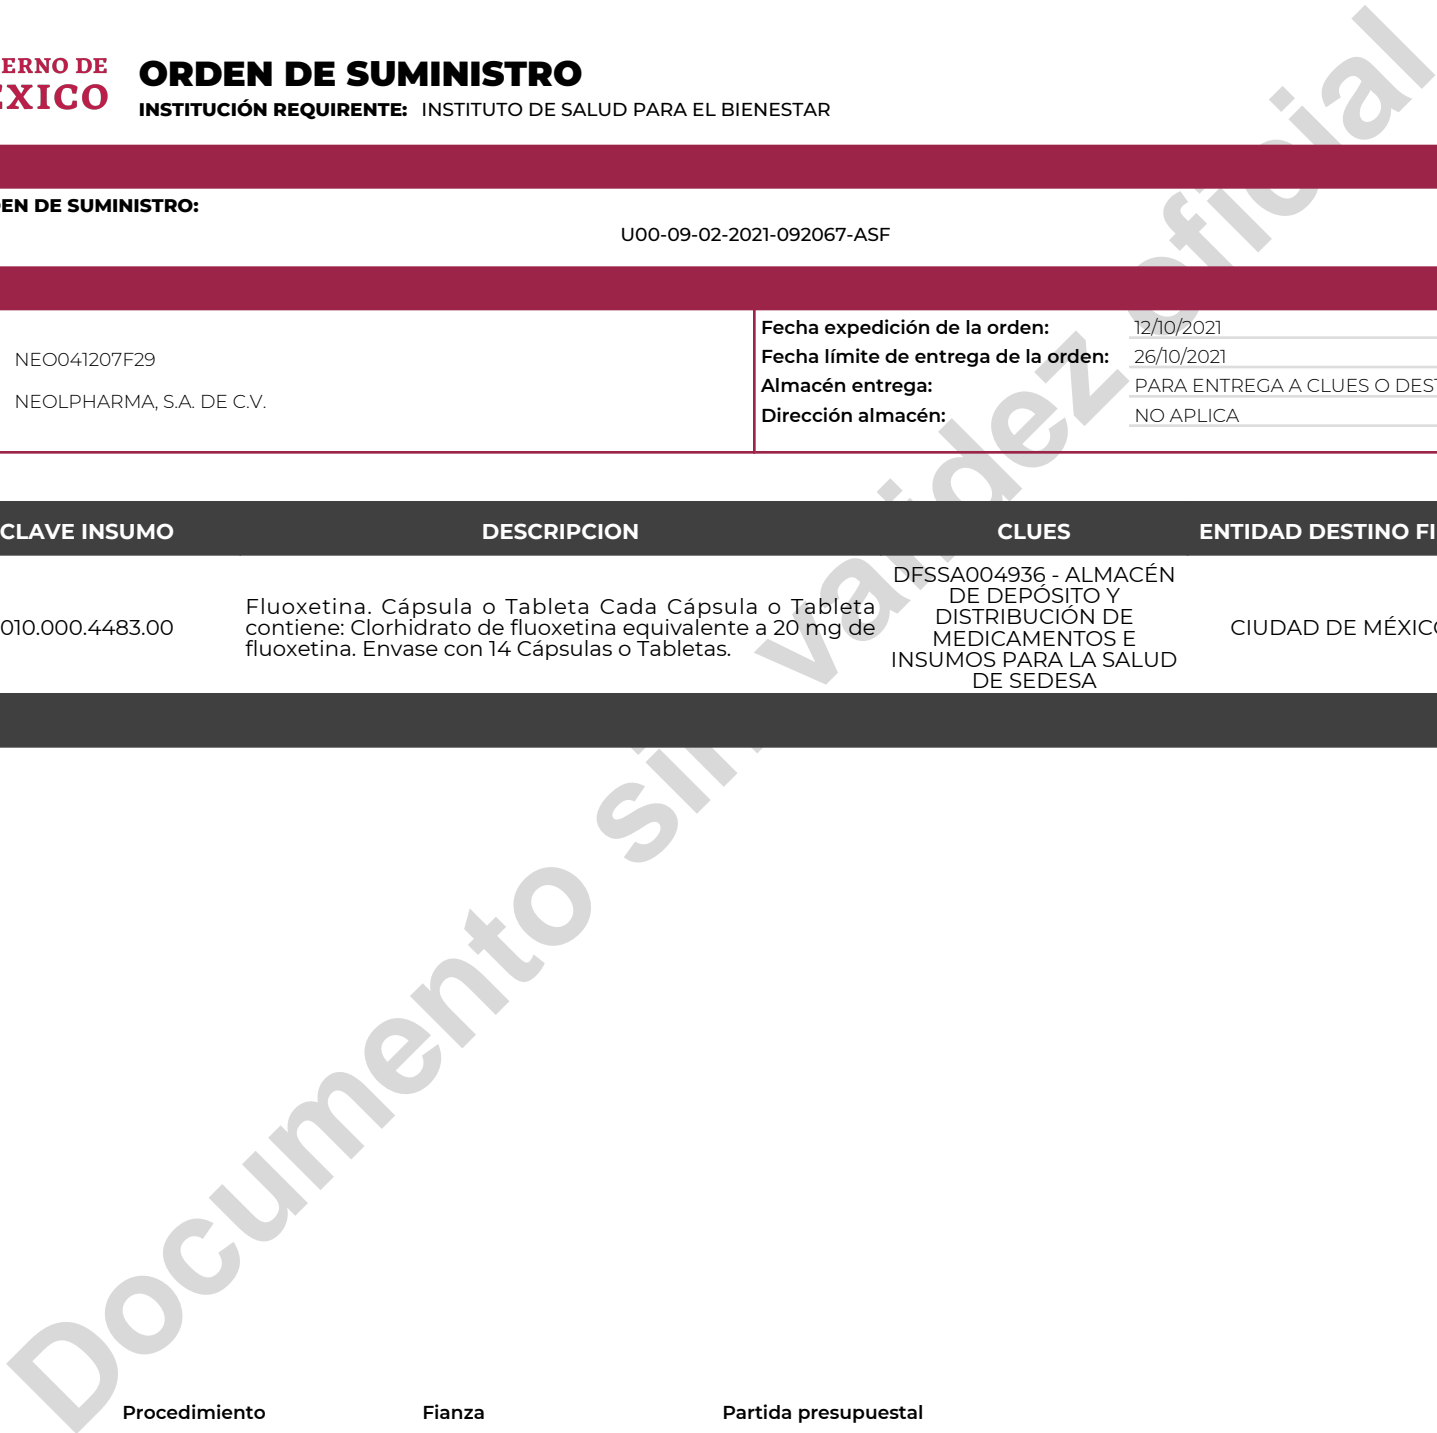 ERNO DE
ÉXICO
ORDEN DE SUMINISTRO
INSTITUCIÓN REQUIRENTE: INSTITUTO DE SALUD PARA EL BIENESTAR
EN DE SUMINISTRO:
U00-09-02-2021-092067-ASF
NEO041207F29
NEOLPHARMA, S.A. DE C.V.
Fecha expedición de la orden: 12/10/2021
Fecha límite de entrega de la orden: 26/10/2021
Almacén entrega: PARA ENTREGA A CLUES O DEST
Dirección almacén: NO APLICA
CLAVE INSUMO DESCRIPCION CLUES ENTIDAD DESTINO FI
010.000.4483.00
Fluoxetina. Cápsula o Tableta Cada Cápsula o Tableta
contiene: Clorhidrato de fluoxetina equivalente a 20 mg de
fluoxetina. Envase con 14 Cápsulas o Tabletas.
DFSSA004936 - ALMACÉN
DE DEPÓSITO Y
DISTRIBUCIÓN DE
MEDICAMENTOS E
INSUMOS PARA LA SALUD
DE SEDESA
CIUDAD DE MÉXICO
Documento sin validez oficial
Procedimiento Fianza Partida presupuestal